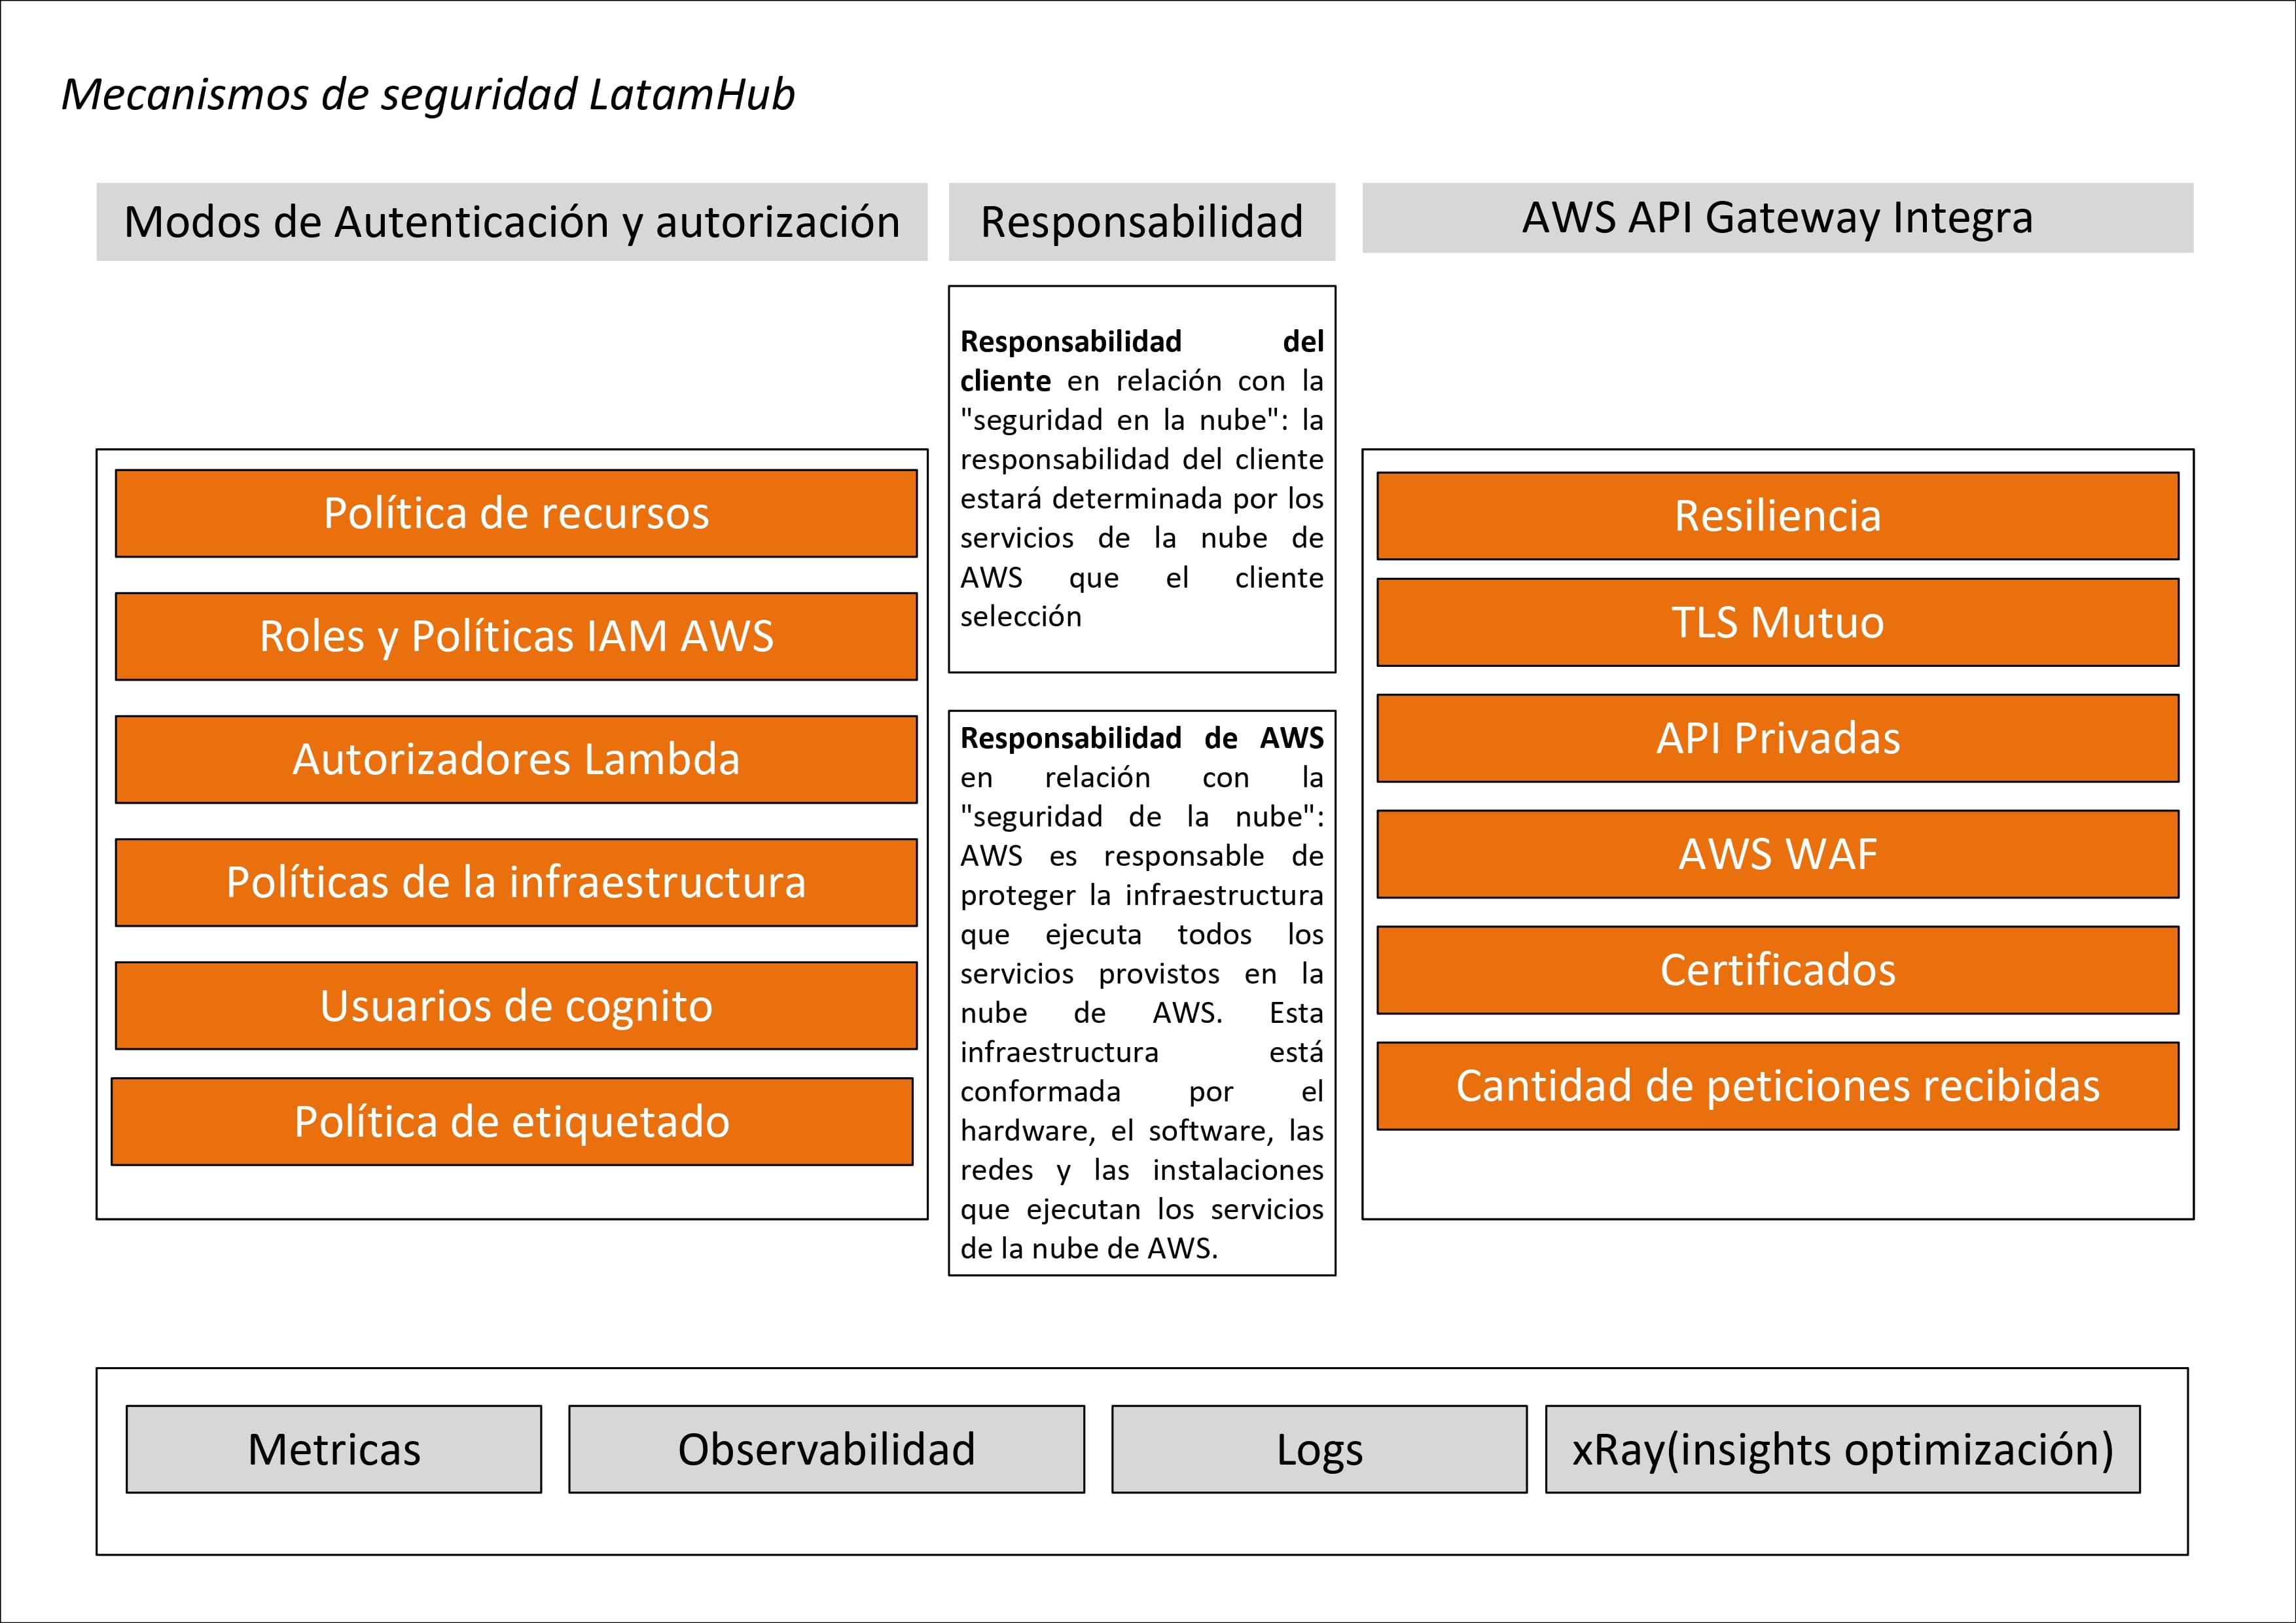 Mecanismos de seguridad LatamHub
Modos de Autenticación y autorización
Política de recursos
Roles y Políticas IAM AWS
Autorizadores Lambda
Políticas de la infraestructura
Usuarios de cognito
Política de etiquetado
Responsabilidad
Responsabilidad del
cliente en relación con la
"seguridad en la nube": la
responsabilidad del cliente
estará determinada por los
servicios de la nube de
AWS que el cliente
selección
Responsabilidad de AWS
en relación con la
"seguridad de la nube":
AWS es responsable de
proteger la infraestructura
que ejecuta todos los
servicios provistos en la
nube de AWS. Esta
infraestructura está
conformada por el
hardware, el software, las
redes y las instalaciones
que ejecutan los servicios
de la nube de AWS.
AWS API Gateway Integra
Resiliencia
TLS Mutuo
API Privadas
AWS WAF
Certificados
Cantidad de peticiones recibidas
Metricas
Observabilidad
Logs
xRay(insights optimización)